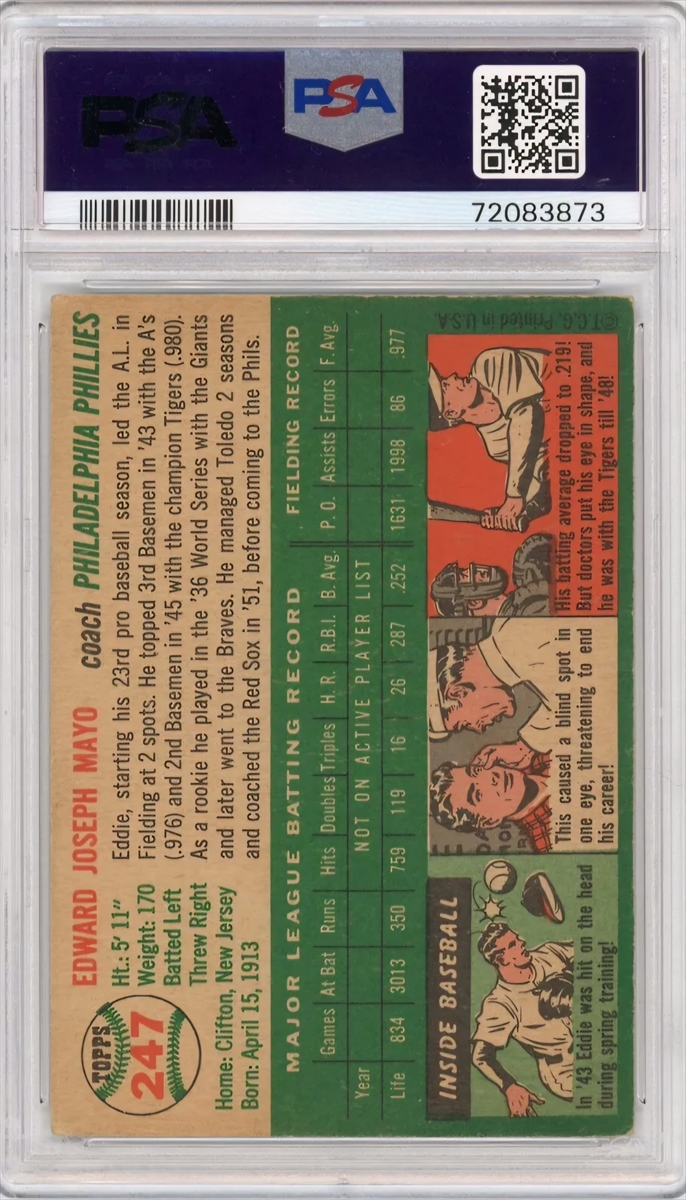 PSA
PSA
72083873
TOPPS
247
EDWARD JOSEPH MAYO coach PHILADELPHIA PHILLIES
Ht.: 5' 11"
Weight: 170
Batted Left
Threw Right
Home: Clifton, New Jersey
Born: April 15, 1913
Eddie, starting his 23rd pro baseball season, led the A.L. in
Fielding at 2 spots. He topped 3rd Basemen in '43 with the A's
(.976) and 2nd Basemen in '45 with the champion Tigers (.980).
As a rookie he played in the '36 World Series with the Giants
and later went to the Braves. He managed Toledo 2 seasons
and coached the Red Sox in '51, before coming to the Phils.
MAJOR LEAGUE BATTING RECORD FIELDING RECORD
Games At Bat Runs Hits Doubles Triples H. R. R.B.I. B. Avg. P. O. Assists Errors F. Avg.
Year NOT ON ACTIVE PLAYER LIST
Life 834 3013 350 759 119 16 26 287 .252 1631 1998 86 .977
INSIDE BASEBALL
In '43 Eddie was hit on the head
during spring training!
This caused a blind spot in
one eye, threatening to end
his career!
His batting average dropped to .219!
But doctors put his eye in shape, and
he was with the Tigers till '48!
©T.C.G. Printed in U.S.A.